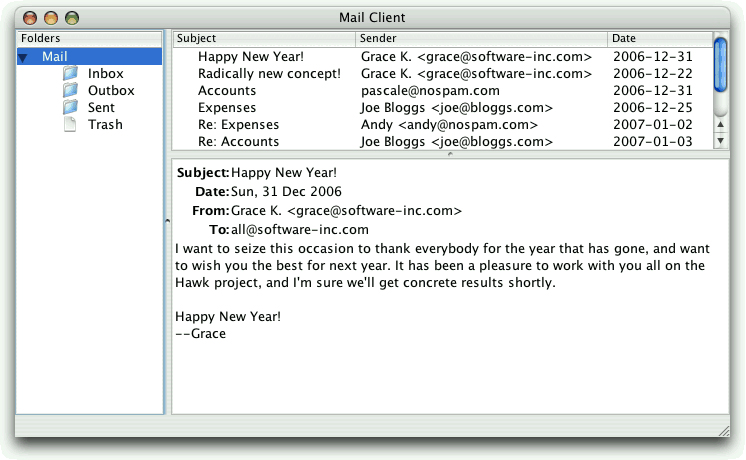 Mail Client
Folders
Mail
Inbox
Outbox
Sent
Trash
Subject Sender Date
Happy New Year! Grace K. <grace@software-inc.com> 2006-12-31
Radically new concept! Grace K. <grace@software-inc.com> 2006-12-22
Accounts pascale@nospam.com 2006-12-31
Expenses Joe Bloggs <joe@bloggs.com> 2006-12-25
Re: Expenses Andy <andy@nospam.com> 2007-01-02
Re: Accounts Joe Bloggs <joe@bloggs.com> 2007-01-03
Subject: Happy New Year!
Date: Sun, 31 Dec 2006
From: Grace K. <grace@software-inc.com>
To: all@software-inc.com
I want to seize this occasion to thank everybody for the year that has gone, and want
to wish you the best for next year. It has been a pleasure to work with you all on the
Hawk project, and I'm sure we'll get concrete results shortly.
Happy New Year!
--Grace